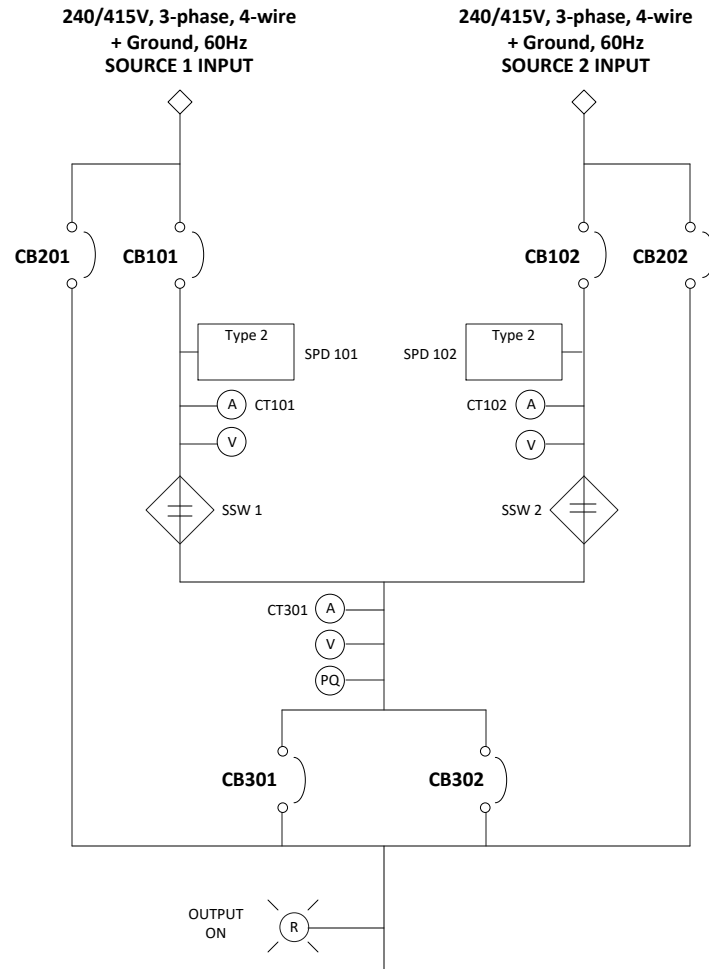 240/415V, 3-phase, 4-wire
+ Ground, 60Hz
SOURCE 1 INPUT
240/415V, 3-phase, 4-wire
+ Ground, 60Hz
SOURCE 2 INPUT
CB201
CB101
CB102
CB202
Type 2
SPD 101
SPD 102
Type 2
A
CT101
CT102
A
V
V
SSW 1
SSW 2
CT301
A
V
PQ
CB301
CB302
OUTPUT
ON
R